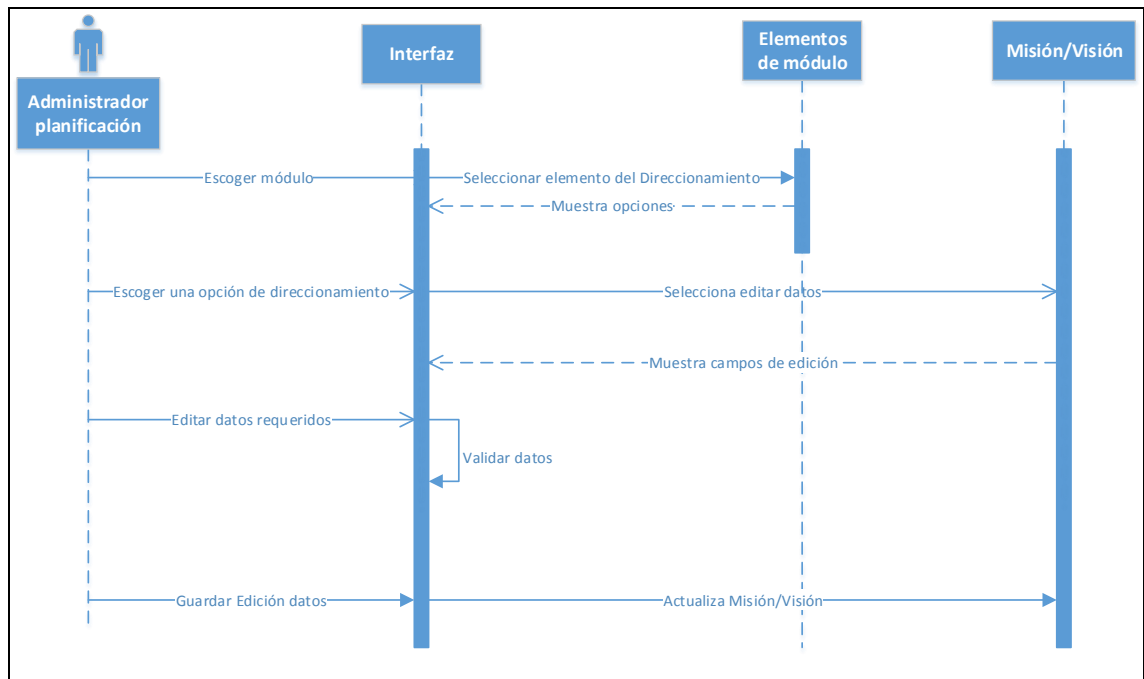 Administrador
planificación
Interfaz
Elementos
de módulo
Misión/Visión
Escoger módulo
Seleccionar elemento del Direccionamiento
Muestra opciones
Escoger una opción de direccionamiento
Selecciona editar datos
Muestra campos de edición
Editar datos requeridos
Validar datos
Guardar Edición datos
Actualiza Misión/Visión